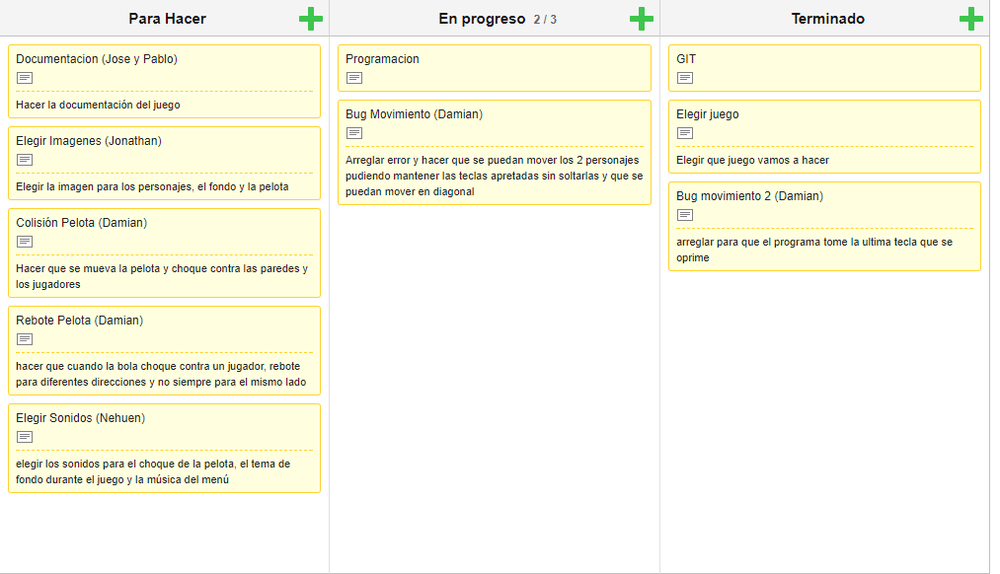 Para Hacer
Documentacion (Jose y Pablo)
Hacer la documentación del juego
Elegir Imagenes (Jonathan)
Elegir la imagen para los personajes, el fondo y la pelota
Colisión Pelota (Damian)
Hacer que se mueva la pelota y choque contra las paredes y
los jugadores
Rebote Pelota (Damian)
hacer que cuando la bola choque contra un jugador, rebote
para diferentes direcciones y no siempre para el mismo lado
Elegir Sonidos (Nehuen)
elegir los sonidos para el choque de la pelota, el tema de
fondo durante el juego y la música del menú
En progreso 2 / 3
Programacion
Bug Movimiento (Damian)
Arreglar error y hacer que se puedan mover los 2 personajes
pudiendo mantener las teclas apretadas sin soltarlas y que se
puedan mover en diagonal
Terminado
GIT
Elegir juego
Elegir que juego vamos a hacer
Bug movimiento 2 (Damian)
arreglar para que el programa tome la ultima tecla que se
oprime